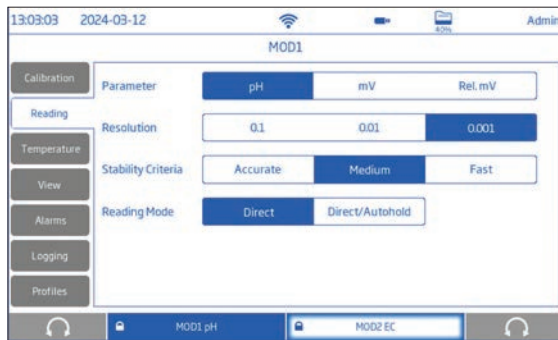 13:03:03 2024-03-12 40% Admin
MOD1
Calibration
Reading
Temperature
View
Alarms
Logging
Profiles
Parameter pH mV Rel. mV
Resolution 0.1 0.01 0.001
Stability Criteria Accurate Medium Fast
Reading Mode Direct Direct/Autohold
MOD1 pH MOD2 EC